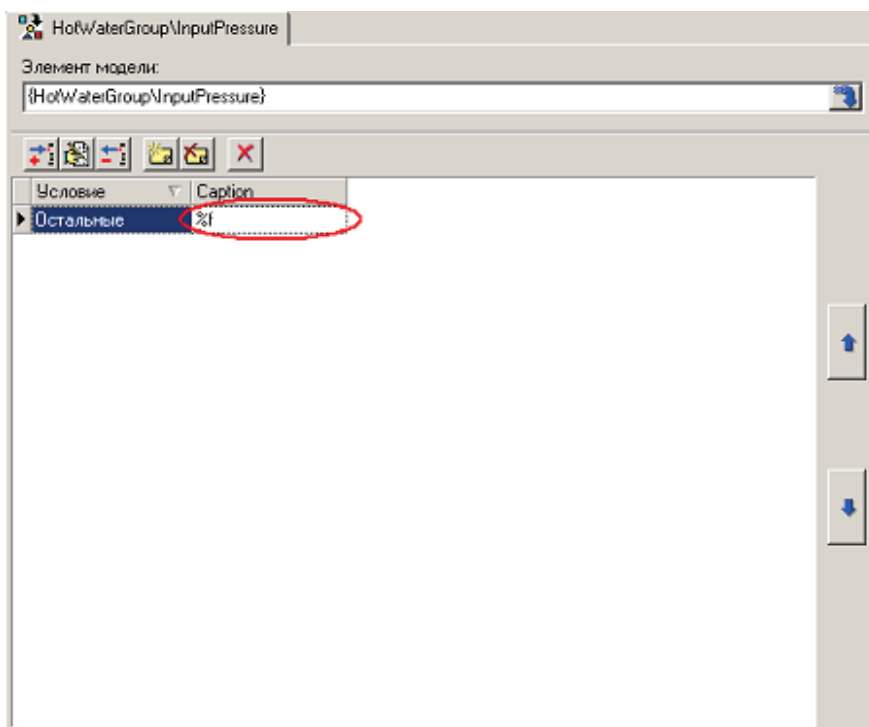 HotWaterGroup\InputPressure
Элемент модели:
{HotWaterGroup\InputPressure}
Условие Caption
Остальные %f